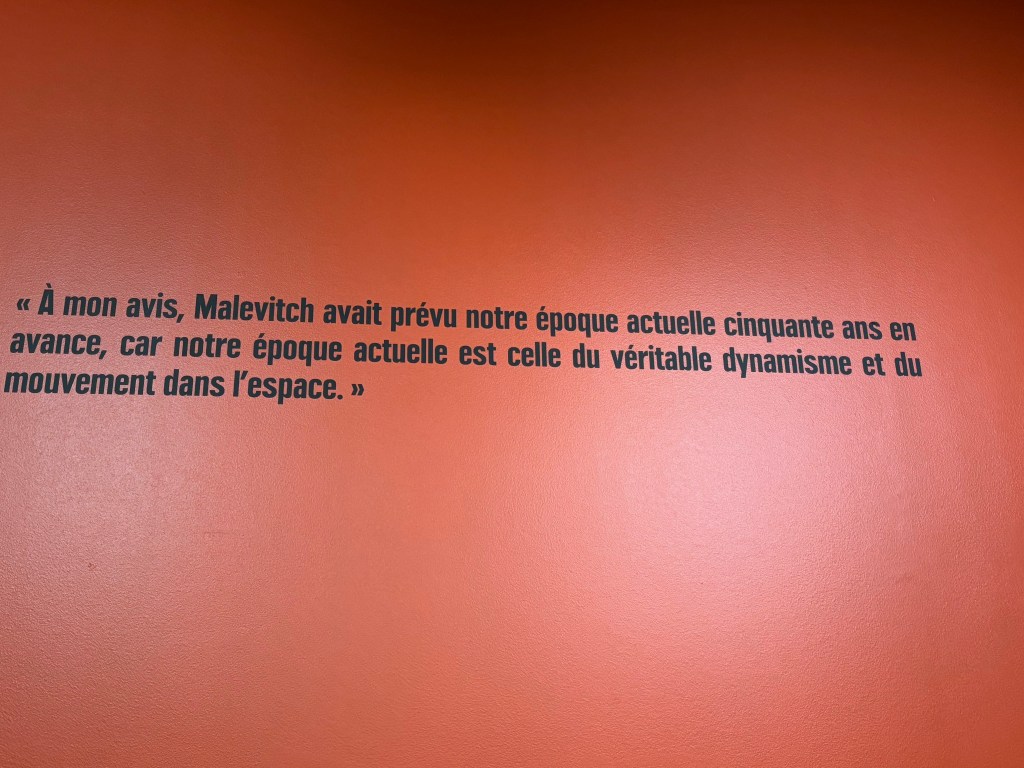 « À mon avis, Malevitch avait prévu notre époque actuelle cinquante ans en
avance, car notre époque actuelle est celle du véritable dynamisme et du
mouvement dans l’espace. »